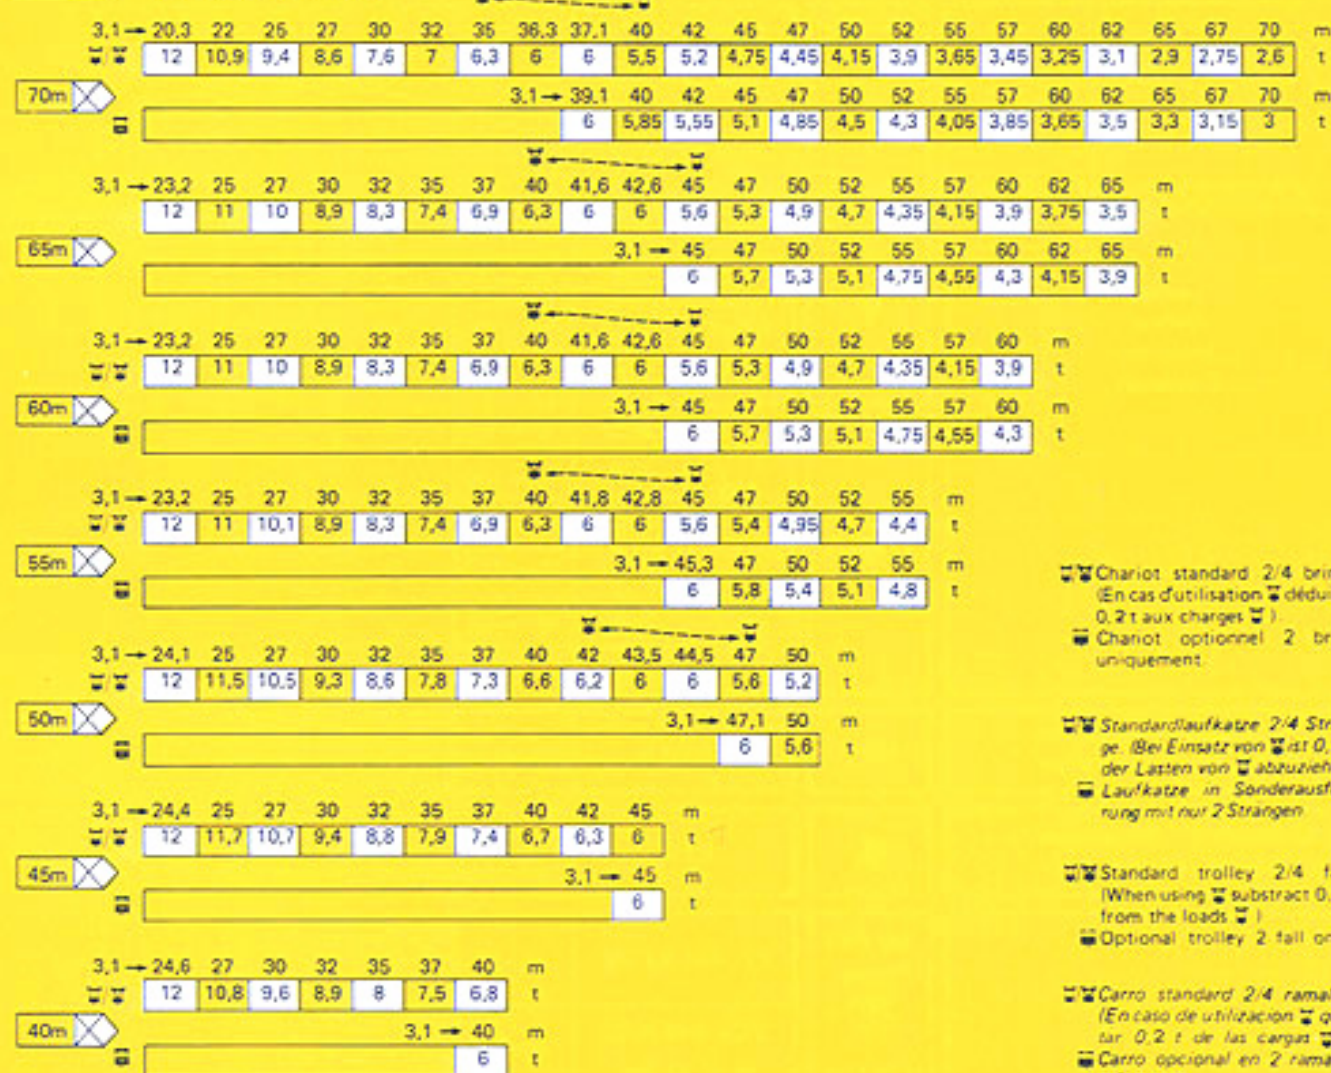 3,1 → 20,3 22 25 27 30 32 35 36,3 37,1 40 42 45 47 50 52 55 57 60 62 65 67 70 m
12 10,9 9,4 8,6 7,6 7 6,3 6 6 5,5 5,2 4,75 4,45 4,15 3,9 3,65 3,45 3,25 3,1 2,9 2,75 2,6 t
70m
3,1 → 39,1 40 42 45 47 50 52 55 57 60 62 65 67 70 m
6 5,85 5,55 5,1 4,85 4,5 4,3 4,05 3,85 3,65 3,5 3,3 3,15 3 t
3,1 → 23,2 25 27 30 32 35 37 40 41,6 42,6 45 47 50 52 55 57 60 62 65 m
12 11 10 8,9 8,3 7,4 6,9 6,3 6 6 5,6 5,3 4,9 4,7 4,35 4,15 3,9 3,75 3,5 t
65m
3,1 → 45 47 50 52 55 57 60 62 65 m
6 5,7 5,3 5,1 4,75 4,55 4,3 4,15 3,9 t
3,1 → 23,2 25 27 30 32 35 37 40 41,6 42,6 45 47 50 52 55 57 60 m
12 11 10 8,9 8,3 7,4 6,9 6,3 6 6 5,6 5,3 4,9 4,7 4,35 4,15 3,9 t
60m
3,1 → 45 47 50 52 55 57 60 m
6 5,7 5,3 5,1 4,75 4,55 4,3 t
3,1 → 23,2 25 27 30 32 35 37 40 41,8 42,8 45 47 50 52 55 m
12 11 10,1 8,9 8,3 7,4 6,9 6,3 6 6 5,6 5,4 4,95 4,7 4,4 t
55m
3,1 → 45,3 47 50 52 55 m
6 5,8 5,4 5,1 4,8 t
3,1 → 24,1 25 27 30 32 35 37 40 42 43,5 44,5 47 50 m
12 11,5 10,5 9,3 8,6 7,8 7,3 6,6 6,2 6 6 5,6 5,2 t
50m
3,1 → 47,1 50 m
6 5,6 t
3,1 → 24,4 25 27 30 32 35 37 40 42 45 m
12 11,7 10,7 9,4 8,8 7,9 7,4 6,7 6,3 6 t
45m
3,1 → 45 m
6 t
3,1 → 24,6 27 30 32 35 37 40 m
12 10,8 9,6 8,9 8 7,5 6,8 t
40m
3,1 → 40 m
6 t
Chariot standard 2/4 brin
(En cas d'utilisation déduir
0,2 t aux charges )
Chariot optionnel 2 br
uniquement.
Standardlaufkatze 2/4 Str
ge. (Bei Einsatz von ist 0,
der Lasten von abzuzieh
Laufkatze in Sonderausf
rung mit nur 2 Strangen
Standard trolley 2/4 f
(When using substract 0,
from the loads )
Optional trolley 2 fall on
Carro standard 2/4 ramal
(En caso de utilizacion q
tar 0,2 t de las cargas
Carro opcional en 2 rama